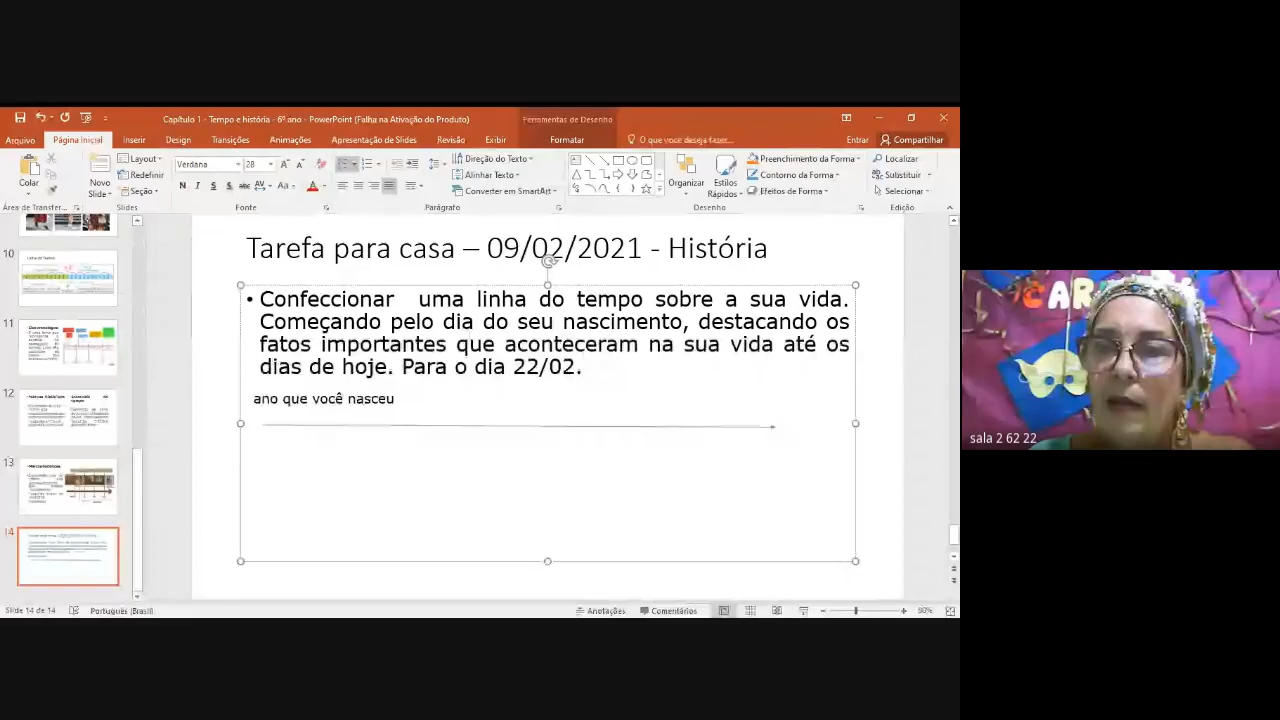 Capítulo 1 - Tempo e história - 6º ano - PowerPoint (Falha na Ativação do Produto)
Ferramentas de Desenho
Arquivo
Página Inicial
Inserir
Design
Transições
Animações
Apresentação de Slides
Revisão
Exibir
Formatar
O que você deseja fazer...
Entrar
Compartilhar
Colar
Novo
Slide
Layout
Redefinir
Seção
Verdana
28
Direção do Texto
Alinhar Texto
Converter em SmartArt
Organizar
Estilos
Rápidos
Preenchimento da Forma
Contorno da Forma
Efeitos de Forma
Localizar
Substituir
Selecionar
Área de Transfer...
Slides
Fonte
Parágrafo
Desenho
Edição
Tarefa para casa – 09/02/2021 - História
• Confeccionar uma linha do tempo sobre a sua vida.
Começando pelo dia do seu nascimento, destacando os
fatos importantes que aconteceram na sua vida até os
dias de hoje. Para o dia 22/02.
ano que você nasceu
10
11
12
13
14
CAR
sala 2 62 22
Slide 14 de 14
Português (Brasil)
Anotações
Comentários